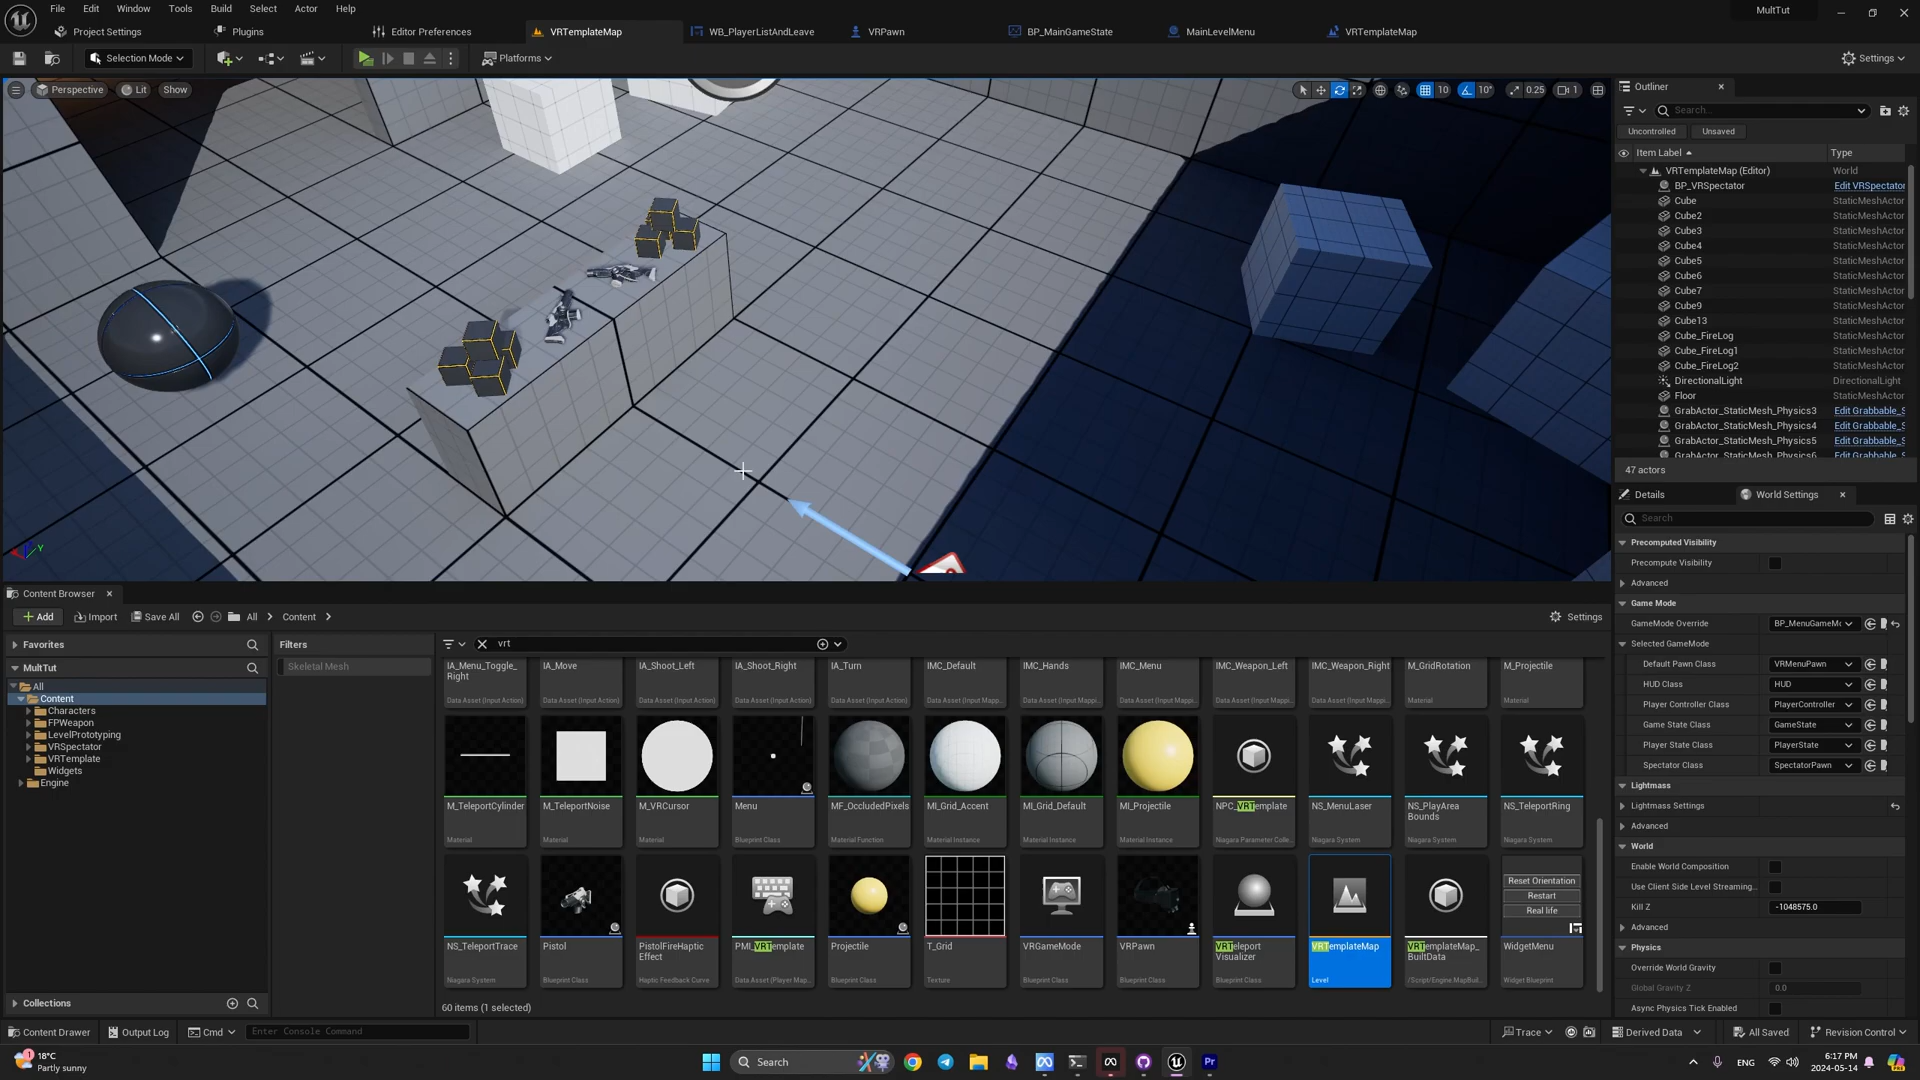 File Edit Window Tools Build Select Actor Help
MultTut
Project Settings Plugins Editor Preferences VRTemplateMap WB_PlayerListAndLeave VRPawn BP_MainGameState MainLevelMenu VRTemplateMap
Selection Mode Platforms Settings
Perspective Lit Show
10 10° 0.25 1
Outliner
Search...
Uncontrolled Unsaved
Item Label Type
VRTemplateMap (Editor) World
BP_VRSpectator Edit VRSpectator
Cube StaticMeshActor
Cube2 StaticMeshActor
Cube3 StaticMeshActor
Cube4 StaticMeshActor
Cube5 StaticMeshActor
Cube6 StaticMeshActor
Cube7 StaticMeshActor
Cube9 StaticMeshActor
Cube13 StaticMeshActor
Cube_FireLog StaticMeshActor
Cube_FireLog1 StaticMeshActor
Cube_FireLog2 StaticMeshActor
DirectionalLight DirectionalLight
Floor StaticMeshActor
GrabActor_StaticMesh_Physics3 Edit Grabbable_S
GrabActor_StaticMesh_Physics4 Edit Grabbable_S
GrabActor_StaticMesh_Physics5 Edit Grabbable_S
GrabActor_StaticMesh_Physics6 Edit Grabbable_S
47 actors
Details World Settings
Search
Precomputed Visibility
Precompute Visibility
Advanced
Game Mode
GameMode Override BP_MenuGameMc
Selected GameMode
Default Pawn Class VRMenuPawn
HUD Class HUD
Player Controller Class PlayerController
Game State Class GameState
Player State Class PlayerState
Spectator Class SpectatorPawn
Lightmass
Lightmass Settings
Advanced
World
Enable World Composition
Use Client Side Level Streaming...
Kill Z -1048575.0
Advanced
Physics
Override World Gravity
Global Gravity Z 0.0
Async Physics Tick Enabled
Y
Content Browser
Add Import Save All All Content Settings
Favorites
MultTut
All
Content
Characters
FPWeapon
LevelPrototyping
VRSpectator
VRTemplate
Widgets
Engine
Collections
Filters
Skeletal Mesh
vrt
IA_Menu_Toggle_ IA_Move IA_Shoot_Left IA_Shoot_Right IA_Turn IMC_Default IMC_Hands IMC_Menu IMC_Weapon_Left IMC_Weapon_Right M_GridRotation M_Projectile
Right
Data Asset (Input Action) Data Asset (Input Action) Data Asset (Input Action) Data Asset (Input Action) Data Asset (Input Action) Data Asset (Input Mappi... Data Asset (Input Mappi... Data Asset (Input Mappi... Data Asset (Input Mappi... Data Asset (Input Mappi... Material Material
M_TeleportCylinder M_TeleportNoise M_VRCursor Menu MF_OccludedPixels MI_Grid_Accent MI_Grid_Default MI_Projectile NPC_VRTemplate NS_MenuLaser NS_PlayArea NS_TeleportRing
Bounds
Material Material Material Blueprint Class Material Function Material Instance Material Instance Material Instance Niagara Parameter Colle... Niagara System Niagara System Niagara System
Reset Orientation
Restart
Real life
NS_TeleportTrace Pistol PistolFireHaptic PMI_VRTemplate Projectile T_Grid VRGameMode VRPawn VRTeleport VRTemplateMap VRTemplateMap_ WidgetMenu
Effect Visualizer BuiltData
Niagara System Blueprint Class Haptic Feedback Curve Data Asset (Player Map... Blueprint Class Texture Blueprint Class Blueprint Class Blueprint Class Level /Script/Engine.MapBuil... Widget Blueprint
60 items (1 selected)
Content Drawer Output Log Cmd Enter Console Command Trace Derived Data All Saved Revision Control
1
18°C
Partly sunny
Search
Pr
ENG
6:17 PM
2024-05-14